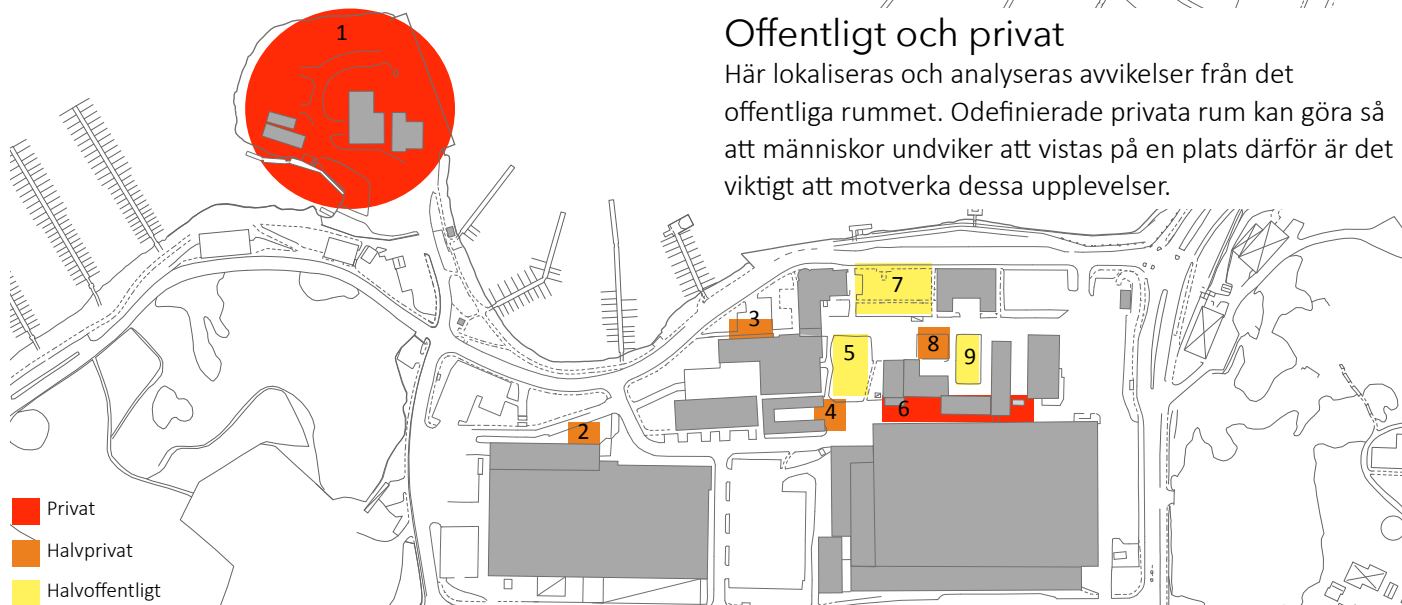 Offentligt och privat
Här lokaliseras och analyseras avvikelser från det
offentliga rummet. Odefinierade privata rum kan göra så
att människor undviker att vistas på en plats därför är det
viktigt att motverka dessa upplevelser.
1
7
3
8
5
9
6
4
2
Privat
Halvprivat
Halvoffentligt